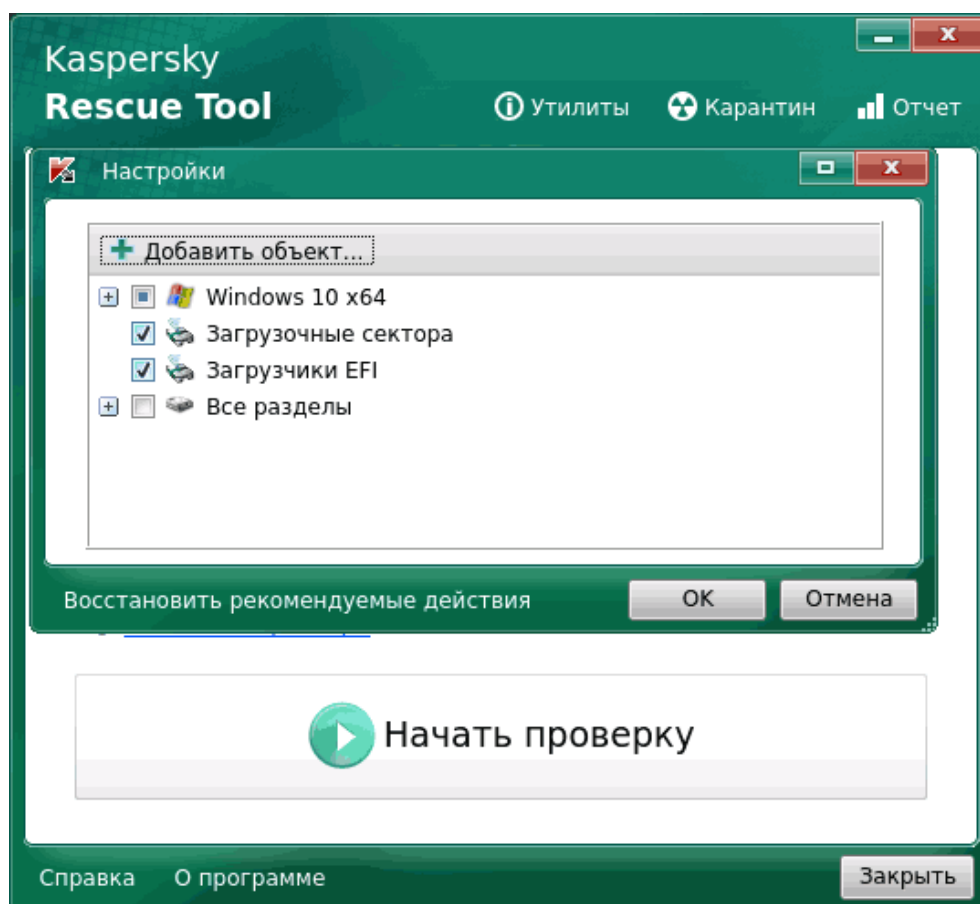 Kaspersky
Rescue Tool
Утилиты
Карантин
Отчет
Настройки
Добавить объект...
Windows 10 x64
Загрузочные сектора
Загрузчики EFI
Все разделы
Восстановить рекомендуемые действия
OK
Отмена
Начать проверку
Справка
О программе
Закрыть